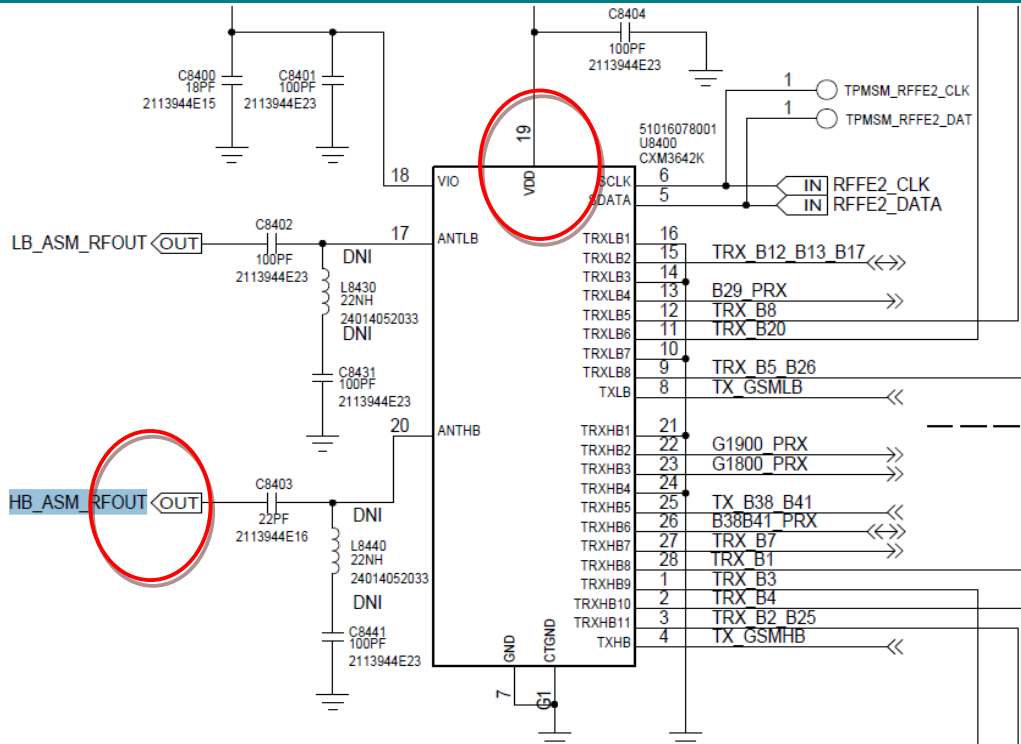 C8404
100PF
2113944E23
C8400
18PF
2113944E15
C8401
100PF
2113944E23
1
TPMSM_RFFE2_CLK
1
TPMSM_RFFE2_DAT
19
51016078001
U8400
CXM3642K
18
VIO
VDD
SCLK
6
IN
RFFE2_CLK
SDATA
5
IN
RFFE2_DATA
LB_ASM_RFOUT
OUT
C8402
100PF
2113944E23
17
ANTLB
DNI
L8430
22NH
24014052033
DNI
C8431
100PF
2113944E23
TRXLB1
16
TRXLB2
15
TRX_B12_B13_B17
TRXLB3
14
TRXLB4
13
B29_PRX
TRXLB5
12
TRX_B8
TRXLB6
11
TRX_B20
TRXLB7
10
TRXLB8
9
TRX_B5_B26
TXLB
8
TX_GSMLB
20
ANTHB
HB_ASM_RFOUT
OUT
C8403
22PF
2113944E16
DNI
L8440
22NH
24014052033
DNI
C8441
100PF
2113944E23
TRXHB1
21
TRXHB2
22
G1900_PRX
TRXHB3
23
G1800_PRX
TRXHB4
24
TRXHB5
25
TX_B38_B41
TRXHB6
26
B38B41_PRX
TRXHB7
27
TRX_B7
TRXHB8
28
TRX_B1
TRXHB9
1
TRX_B3
TRXHB10
2
TRX_B4
TRXHB11
3
TRX_B2_B25
TXHB
4
TX_GSMHB
GND
CTGND
7
G1